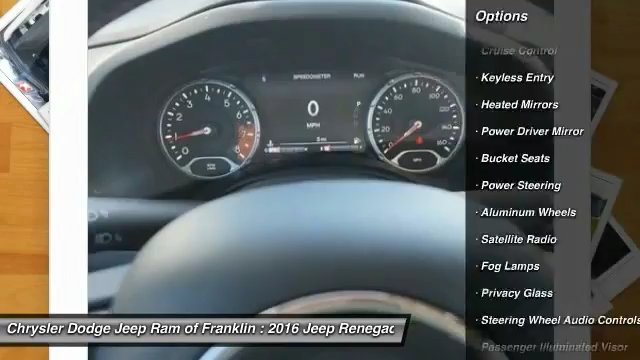 Options
· Cruise Control
· Keyless Entry
· Heated Mirrors
· Power Driver Mirror
· Bucket Seats
· Power Steering
· Aluminum Wheels
· Satellite Radio
· Fog Lamps
· Privacy Glass
· Steering Wheel Audio Controls
· Passenger Illuminated Visor
SPEEDOMETER RUN
0
MPH
P
Chrysler Dodge Jeep Ram of Franklin : 2016 Jeep Renegad